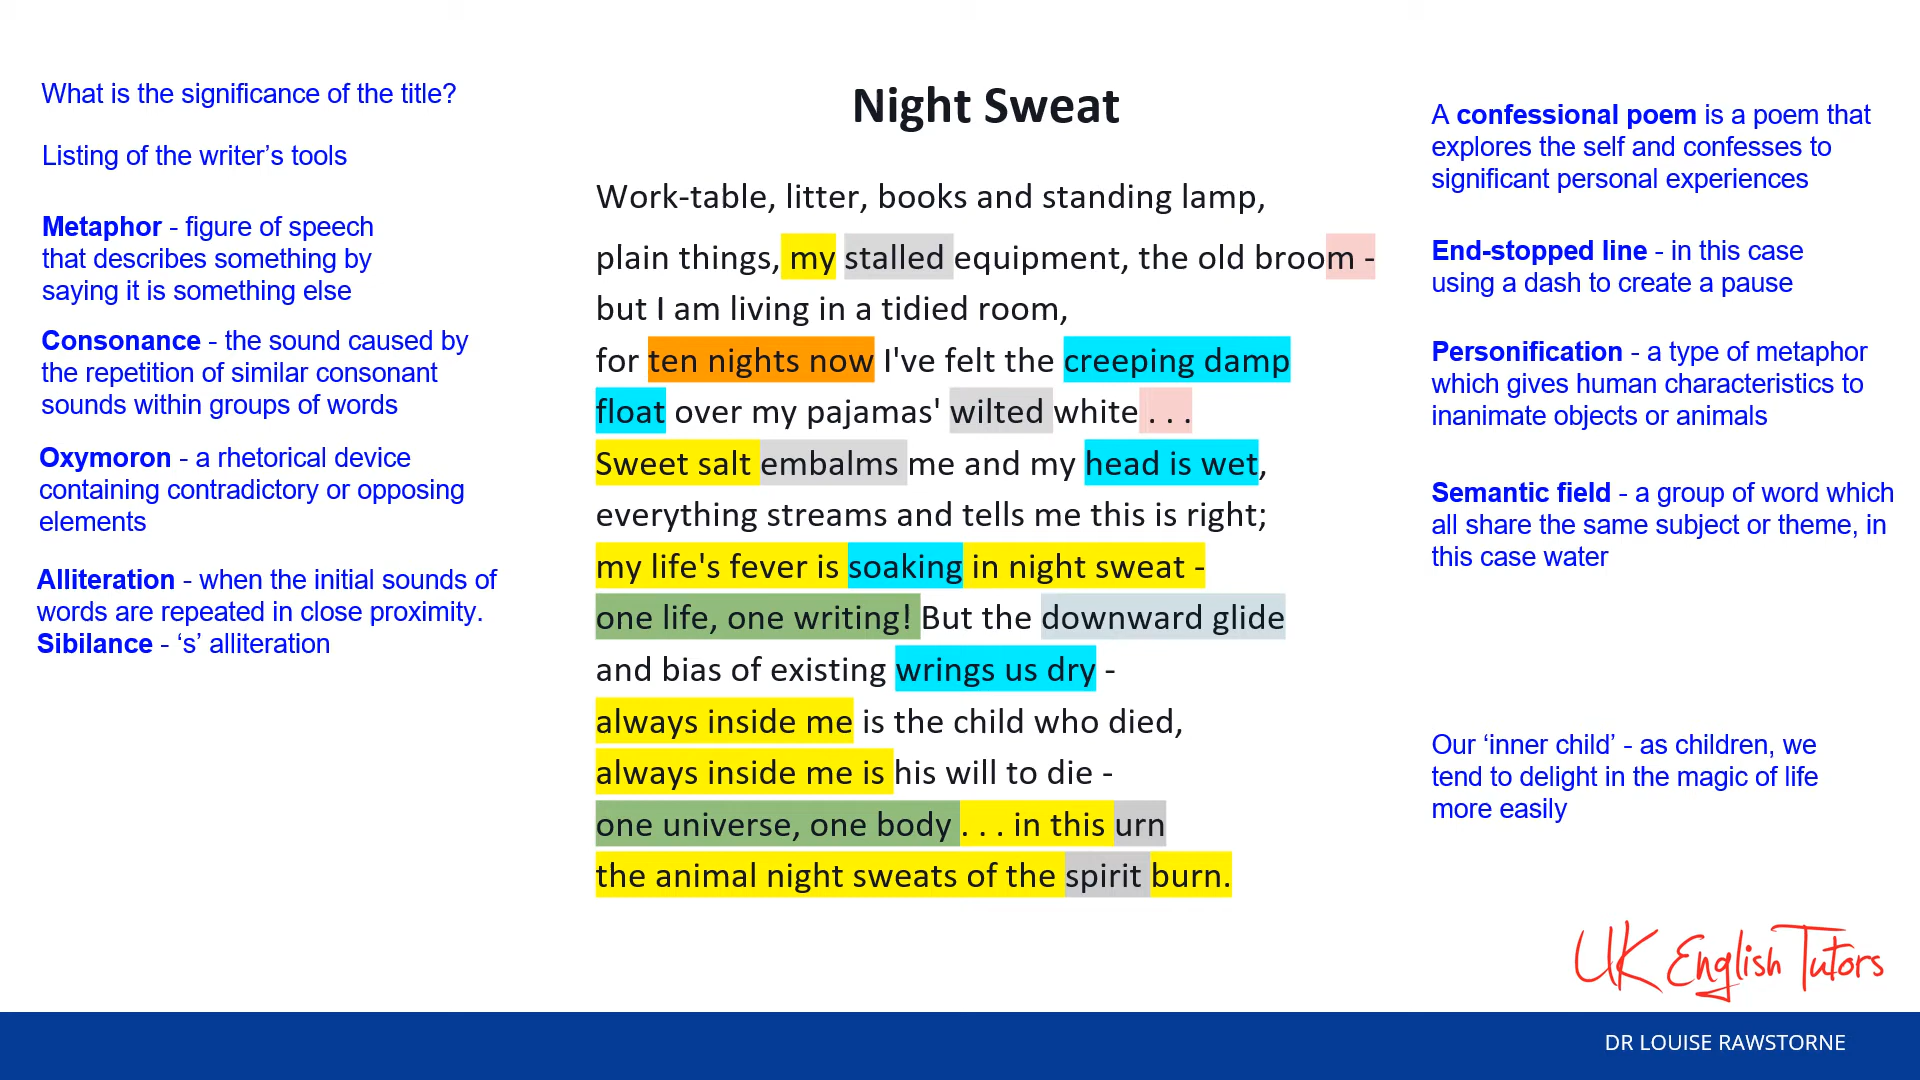 What is the significance of the title?
Listing of the writer’s tools
Metaphor - figure of speech
that describes something by
saying it is something else
Consonance - the sound caused by
the repetition of similar consonant
sounds within groups of words
Oxymoron - a rhetorical device
containing contradictory or opposing
elements
Alliteration - when the initial sounds of
words are repeated in close proximity.
Sibilance - ‘s’ alliteration
Night Sweat
Work-table, litter, books and standing lamp,
plain things, my stalled equipment, the old broom -
but I am living in a tidied room,
for ten nights now I've felt the creeping damp
float over my pajamas' wilted white . . .
Sweet salt embalms me and my head is wet,
everything streams and tells me this is right;
my life's fever is soaking in night sweat -
one life, one writing! But the downward glide
and bias of existing wrings us dry -
always inside me is the child who died,
always inside me is his will to die -
one universe, one body . . . in this urn
the animal night sweats of the spirit burn.
A confessional poem is a poem that
explores the self and confesses to
significant personal experiences
End-stopped line - in this case
using a dash to create a pause
Personification - a type of metaphor
which gives human characteristics to
inanimate objects or animals
Semantic field - a group of word which
all share the same subject or theme, in
this case water
Our ‘inner child’ - as children, we
tend to delight in the magic of life
more easily
UK English Tutors
DR LOUISE RAWSTORNE